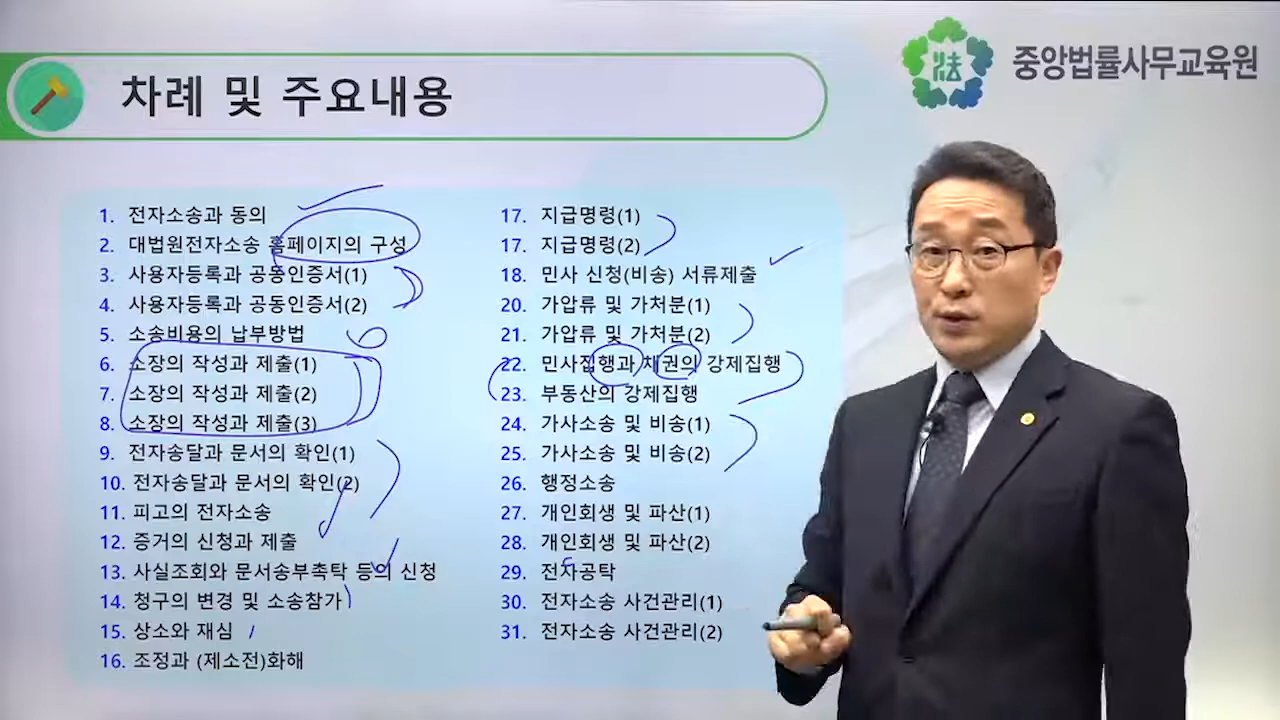 차례 및 주요내용
法
중앙법률사무교육원
1. 전자소송과 동의
2. 대법원전자소송 홈페이지의 구성
3. 사용자등록과 공동인증서(1)
4. 사용자등록과 공동인증서(2)
5. 소송비용의 납부방법
6. 소장의 작성과 제출(1)
7. 소장의 작성과 제출(2)
8. 소장의 작성과 제출(3)
9. 전자송달과 문서의 확인(1)
10. 전자송달과 문서의 확인(2)
11. 피고의 전자소송
12. 증거의 신청과 제출
13. 사실조회와 문서송부촉탁 등의 신청
14. 청구의 변경 및 소송참가
15. 상소와 재심
16. 조정과 (제소전)화해
17. 지급명령(1)
17. 지급명령(2)
18. 민사 신청(비송) 서류제출
20. 가압류 및 가처분(1)
21. 가압류 및 가처분(2)
22. 민사집행과 채권의 강제집행
23. 부동산의 강제집행
24. 가사소송 및 비송(1)
25. 가사소송 및 비송(2)
26. 행정소송
27. 개인회생 및 파산(1)
28. 개인회생 및 파산(2)
29. 전자공탁
30. 전자소송 사건관리(1)
31. 전자소송 사건관리(2)